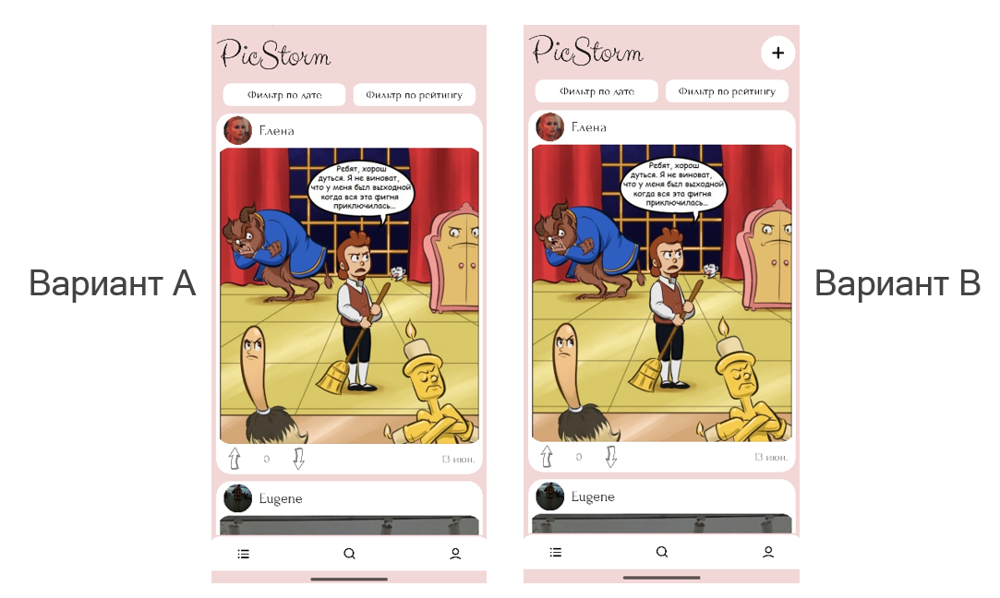 Вариант A
PicStorm
Фильтр по дате
Фильтр по рейтингу
Елена
Ребят, хорош
дуться. Я не виноват,
что у меня был выходной
когда вся эта фигня
приключилась...
0
13 июн.
Eugene
PicStorm
+
Фильтр по дате
Фильтр по рейтингу
Елена
Ребят, хорош
дуться. Я не виноват,
что у меня был выходной
когда вся эта фигня
приключилась...
0
13 июн.
Eugene
Вариант B